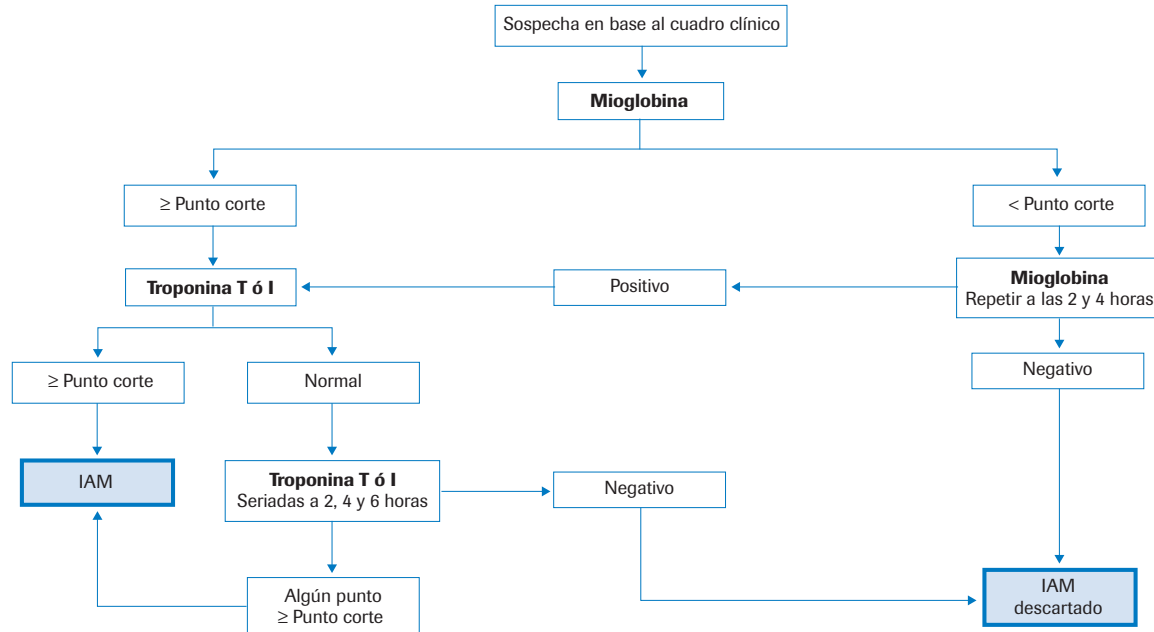 Sospecha en base al cuadro clínico
Mioglobina
≥ Punto corte
< Punto corte
Troponina T ó I
Positivo
Mioglobina
Repetir a las 2 y 4 horas
≥ Punto corte
Normal
Negativo
IAM
Troponina T ó I
Seriadas a 2, 4 y 6 horas
Negativo
Algún punto
≥ Punto corte
IAM
descartado